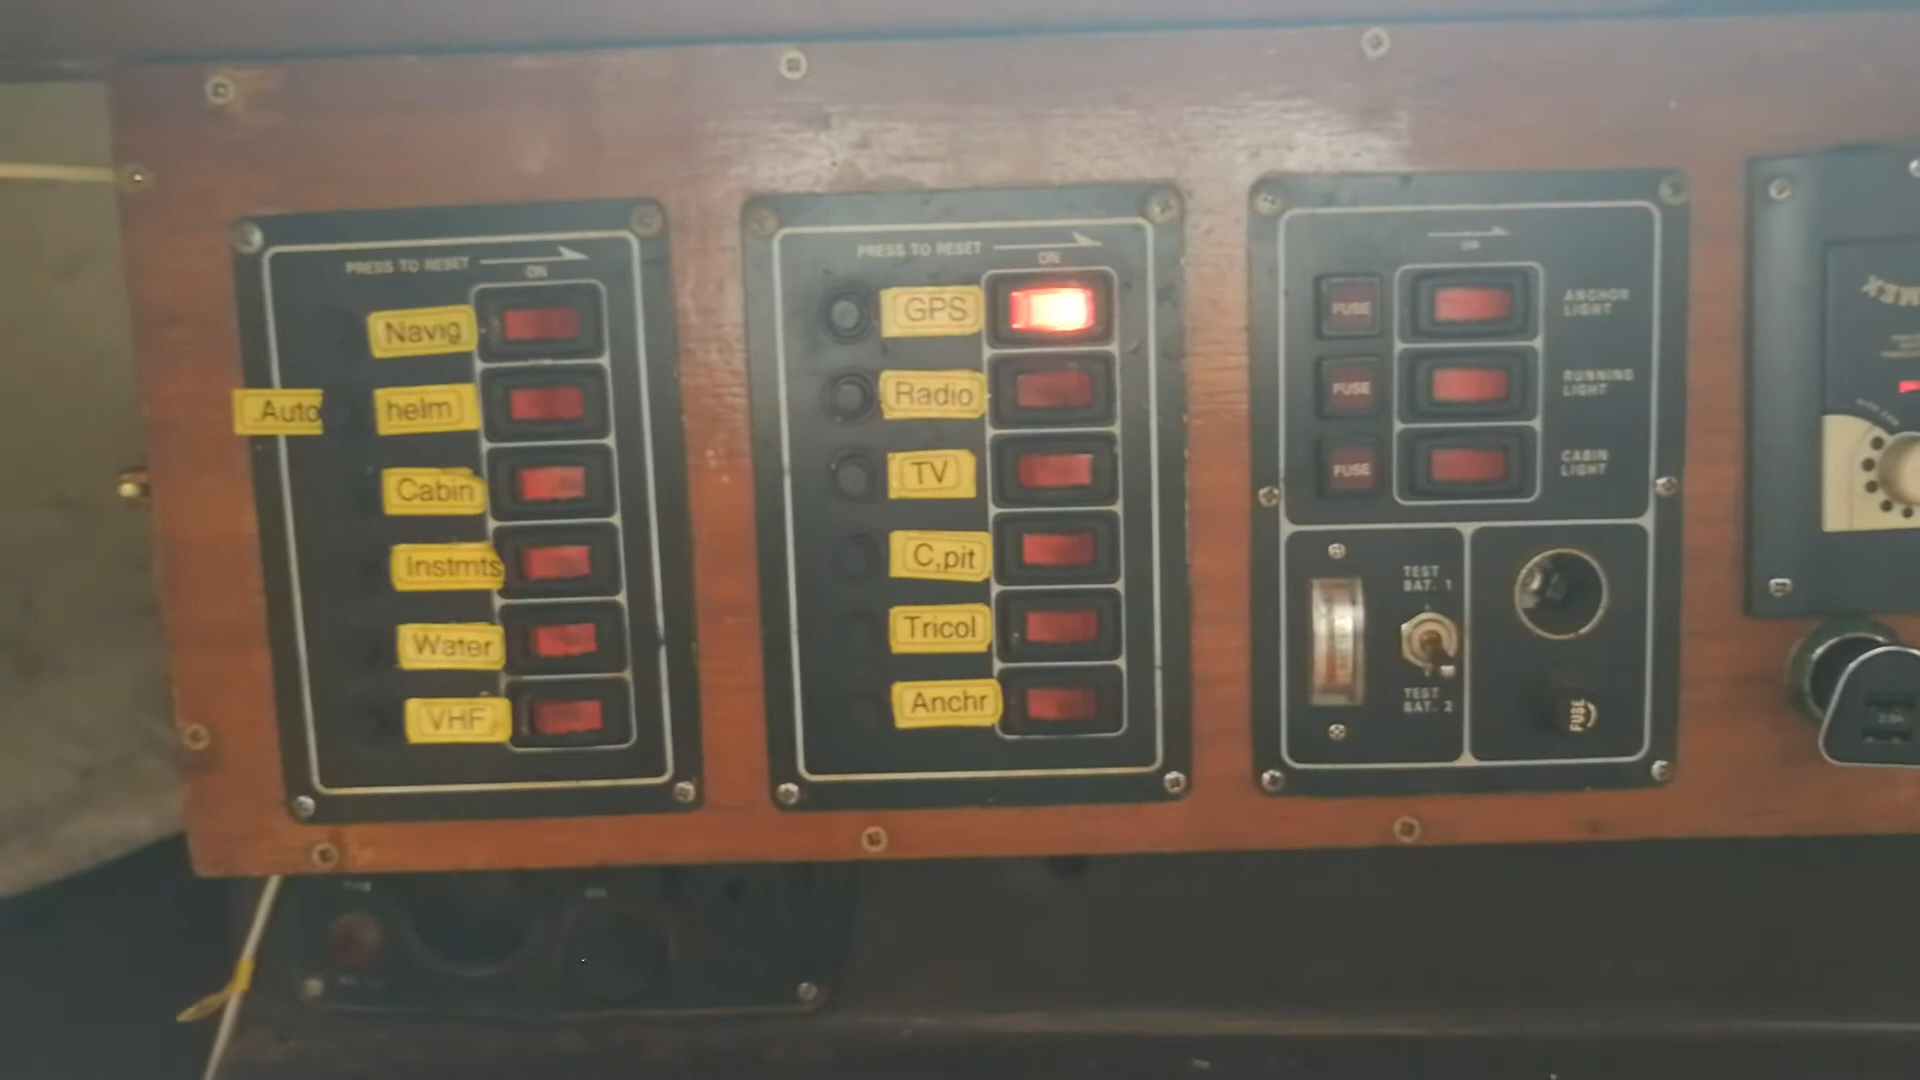 PRESS TO RESET
ON
Navig
.Auto helm
Cabin
Instmts
Water
VHF
PRESS TO RESET
ON
GPS
Radio
TV
C,pit
Tricol
Anchr
ON
FUSE
ANCHOR
LIGHT
FUSE
RUNNING
LIGHT
FUSE
CABIN
LIGHT
TEST
BAT. 1
TEST
BAT. 2
FUSE